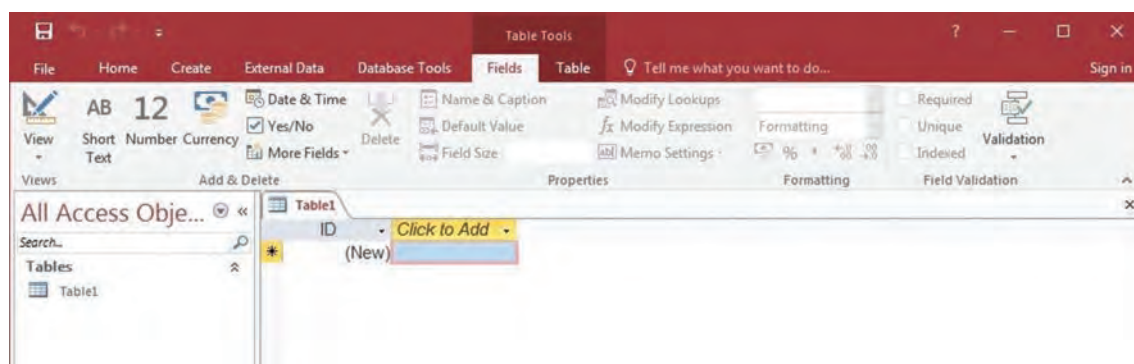 Table Tools
?
File Home Create External Data Database Tools Fields Table Tell me what you want to do... Sign in
AB 12 Date & Time Name & Caption Modify Lookups Required
View Short Text Number Currency Yes/No Delete Default Value fx Modify Expression Formatting Unique Validation
More Fields Field Size ab| Memo Settings % Indexed
Views Add & Delete Properties Formatting Field Validation
All Access Obje... « Table1
ID Click to Add
Search...
* (New)
Tables
Table1